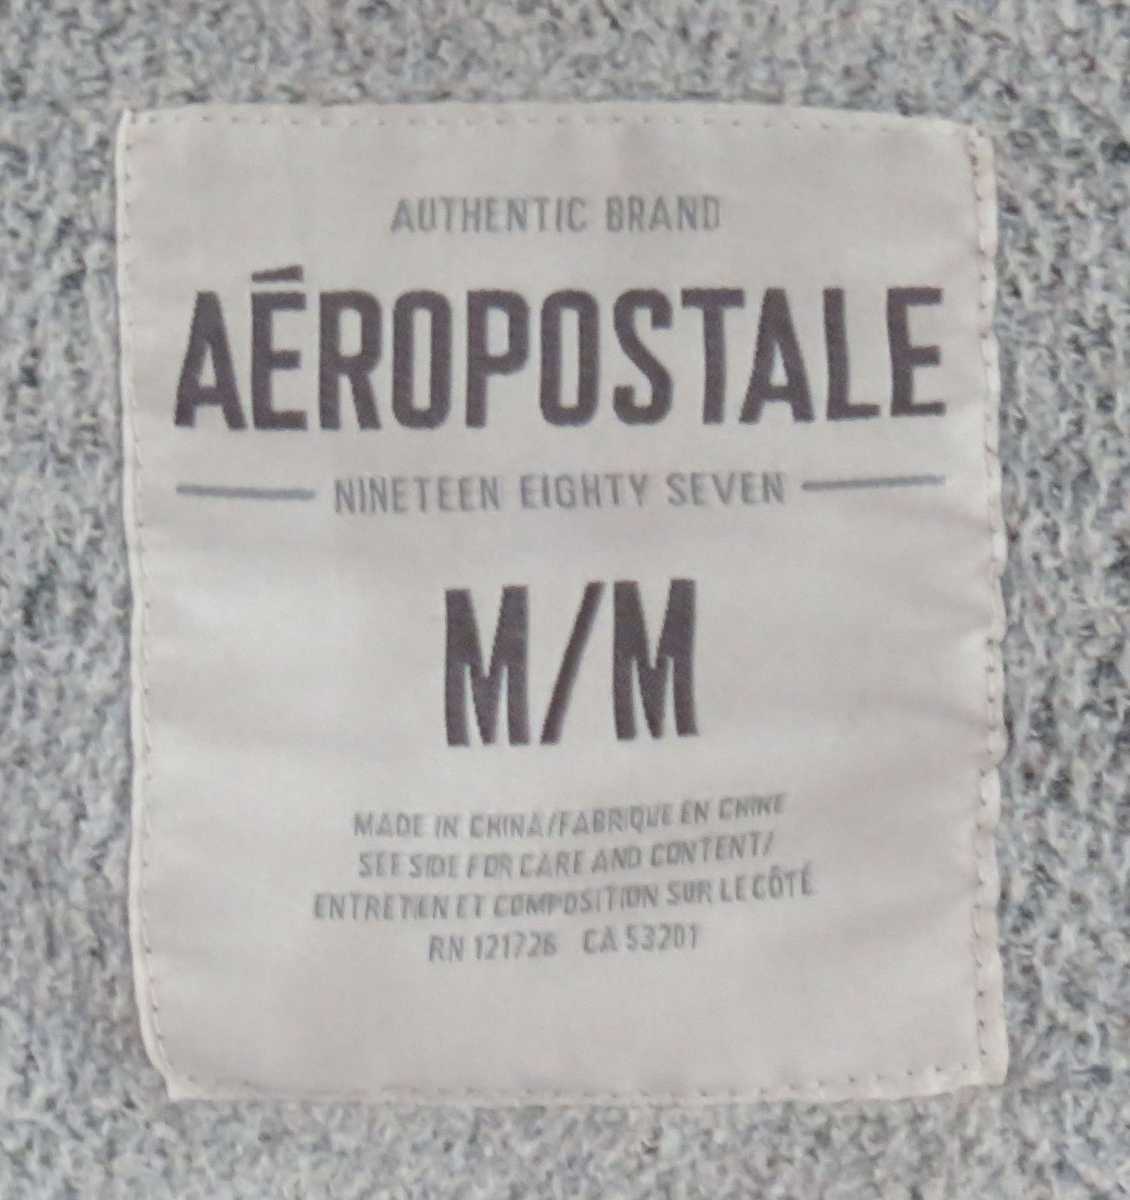 AUTHENTIC BRAND
AÉROPOSTALE
NINETEEN EIGHTY SEVEN
M/M
MADE IN CHINA/FABRIQUE EN CHINE
SEE SIDE FOR CARE AND CONTENT/
ENTRETIEN ET COMPOSITION SUR LE CÔTÉ
RN 121726 CA 53201